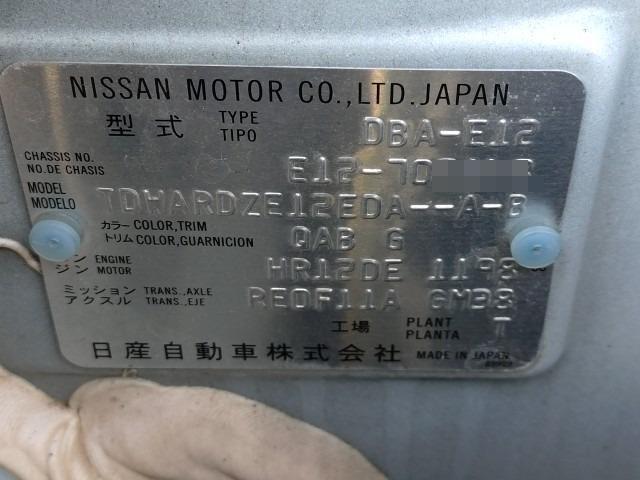 NISSAN MOTOR CO.,LTD.JAPAN
型式 TYPE TIPO DBA-E12
CHASSIS NO. NO.DE CHASIS E12-70
MODEL MODELO TDHARDZE12EDA--A-B
カラー COLOR,TRIM トリム COLOR,GUARNICION QAB G
ン ENGINE ジン MOTOR HR12DE 1198
ミッション TRANS.,AXLE アクスル TRANS.,EJE RE0F11A GM38
工場 PLANT PLANTA T
日産自動車株式会社 MADE IN JAPAN